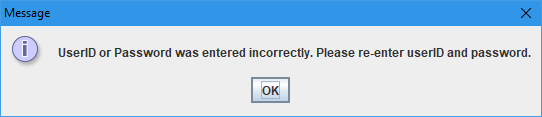 Message
UserID or Password was entered incorrectly. Please re-enter userID and password.
OK